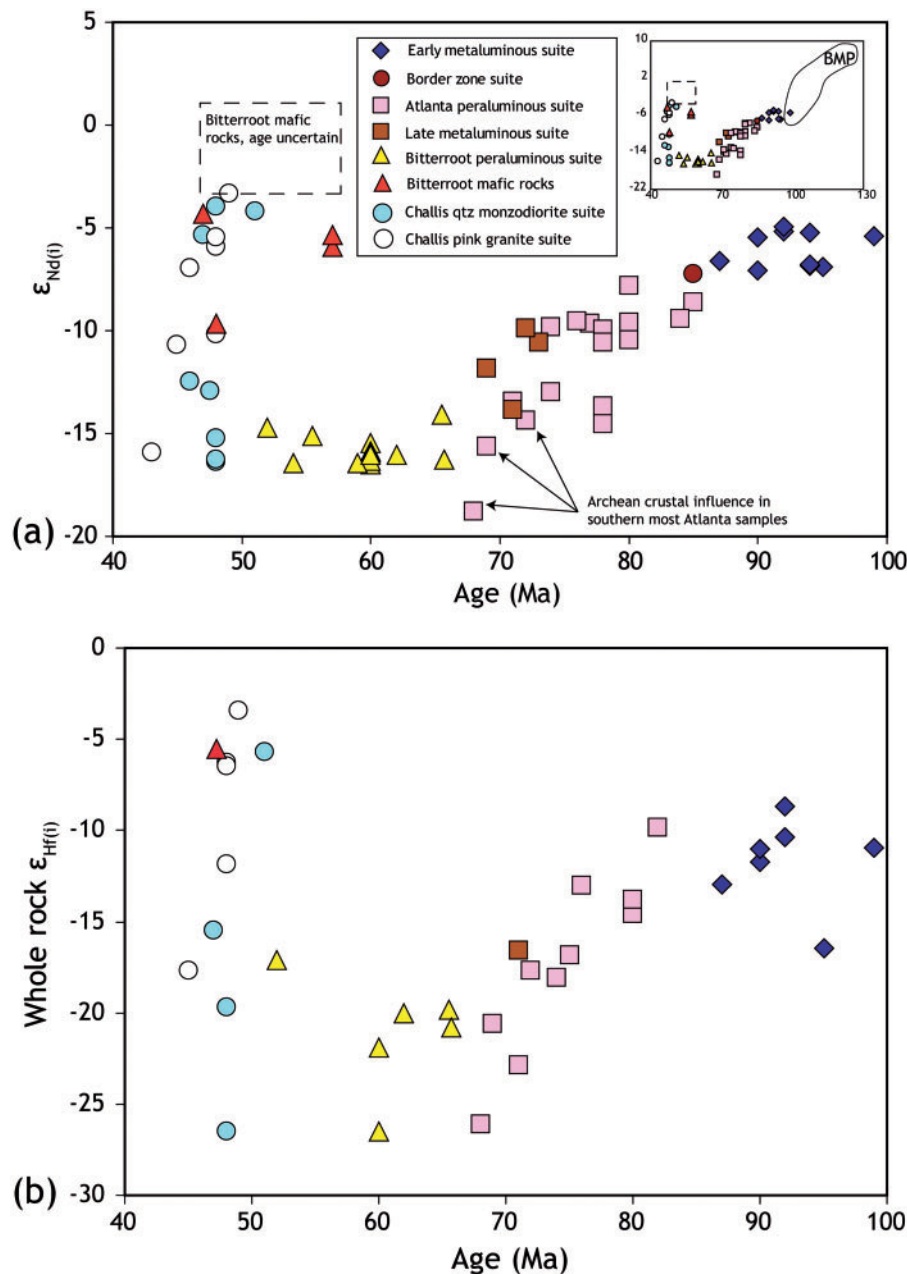 5
0
-5
-10
-15
-20
εNd(i)
Early metaluminous suite
Border zone suite
Atlanta peraluminous suite
Late metaluminous suite
Bitterroot peraluminous suite
Bitterroot mafic rocks
Challis qtz monzodiorite suite
Challis pink granite suite
10
2
-6
-14
-22
BMP
40
70
100
130
Bitterroot mafic
rocks, age uncertain
Archean crustal influence in
southern most Atlanta samples
(a)
40 50 60 70 80 90 100
Age (Ma)
0
-5
-10
-15
-20
-25
-30
Whole rock εHf(i)
(b)
40 50 60 70 80 90 100
Age (Ma)